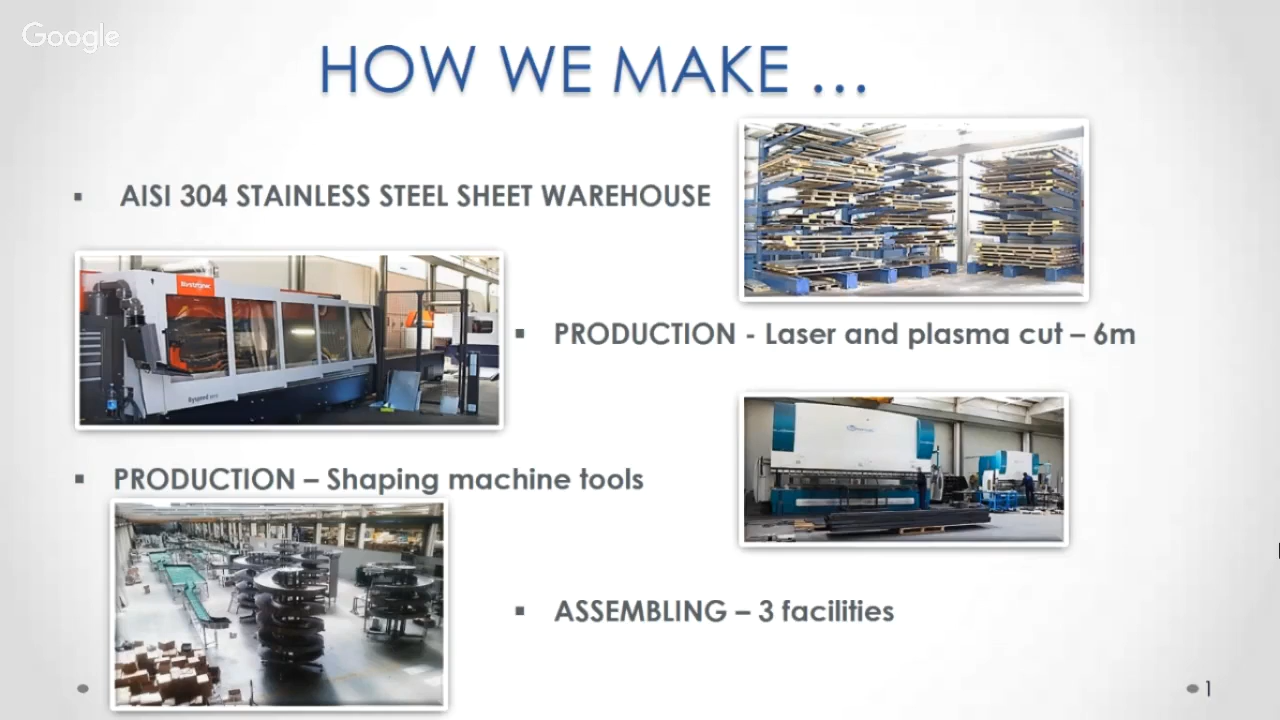 Google
HOW WE MAKE ...
▪ AISI 304 STAINLESS STEEL SHEET WAREHOUSE
Bystronic
▪ PRODUCTION - Laser and plasma cut – 6m
▪ PRODUCTION – Shaping machine tools
▪ ASSEMBLING – 3 facilities
1